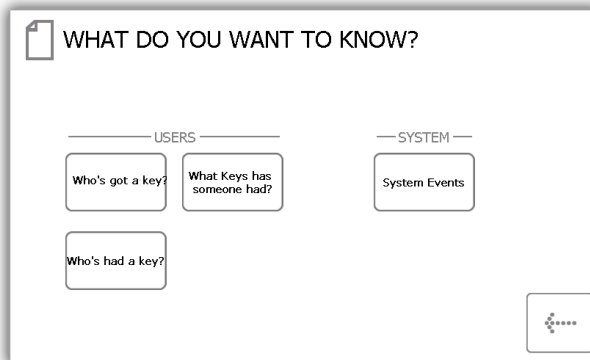 WHAT DO YOU WANT TO KNOW?
USERS
SYSTEM
Who's got a key?
What Keys has
someone had?
System Events
Who's had a key?